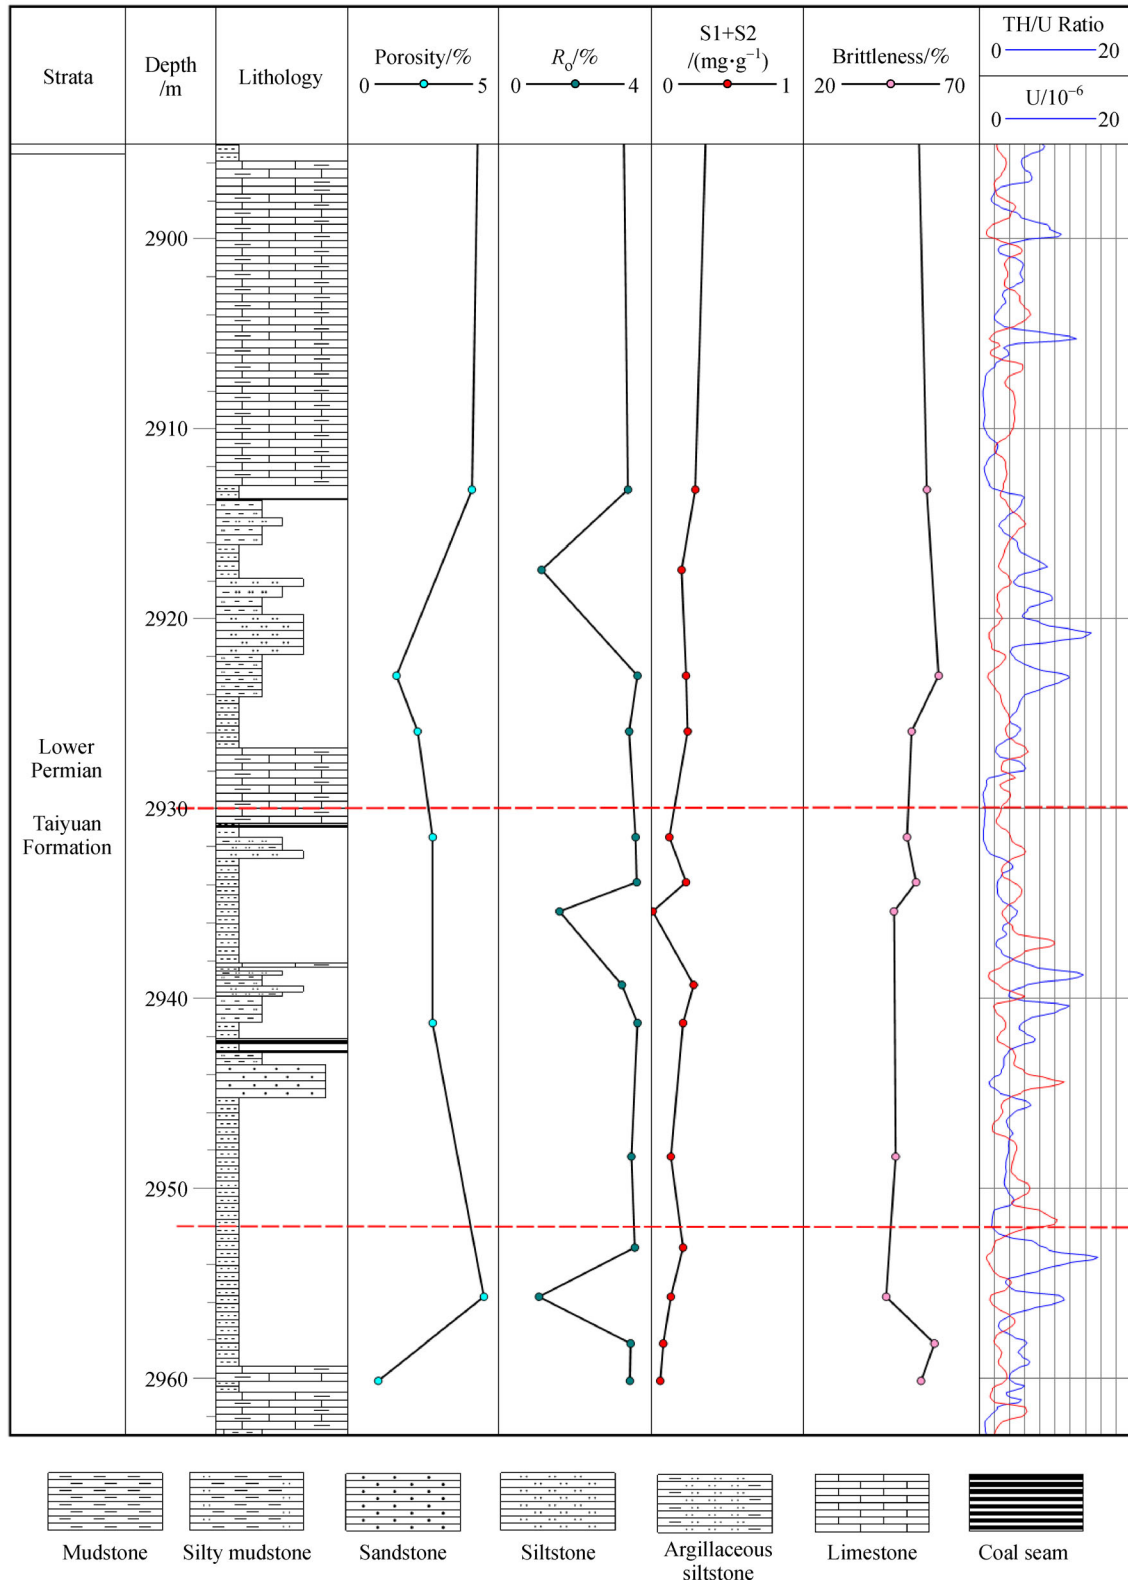 Strata
Depth
/m
Lithology
Porosity/%
0 5
Ro/%
0 4
S1+S2
/(mg·g⁻¹)
0 1
Brittleness/%
20 70
TH/U Ratio
0 20
U/10⁻⁶
0 20
2900
2910
2920
2930
2940
2950
2960
Lower
Permian
Taiyuan
Formation
Mudstone
Silty mudstone
Sandstone
Siltstone
Argillaceous
siltstone
Limestone
Coal seam